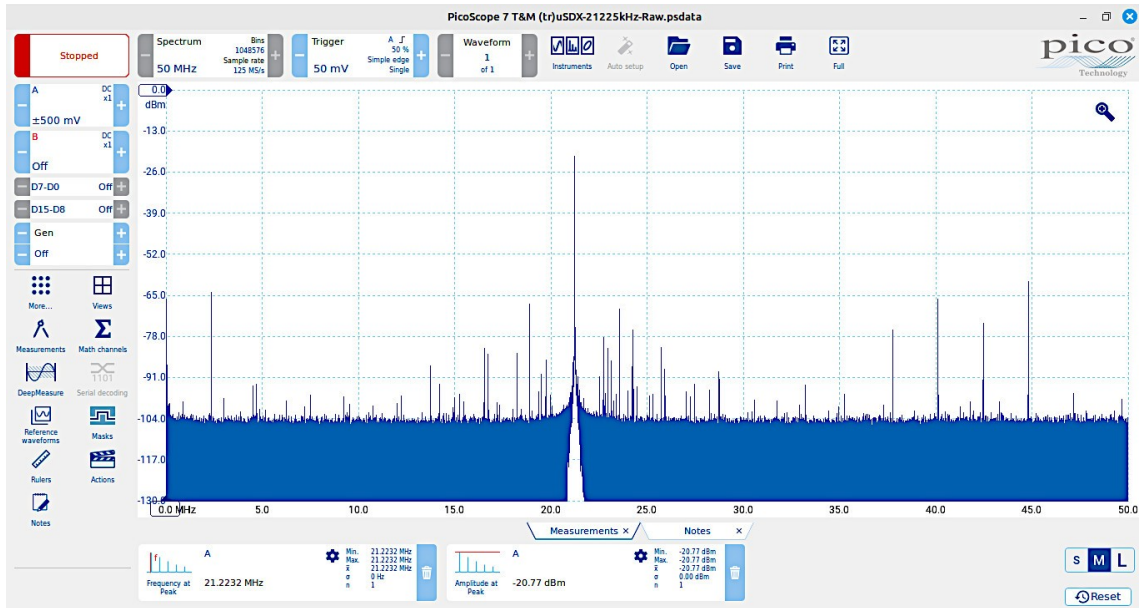 PicoScope 7 T&M (tr)uSDX-21225kHz-Raw.psdata
Stopped
Spectrum
50 MHz
Bins
1048576
Sample rate
125 MS/s
Trigger
50 mV
A
50 %
Simple edge
Single
Waveform
1
of 1
Instruments
Auto setup
Open
Save
Print
Full
pico
Technology
A
DC
x1
±500 mV
B
DC
x1
Off
D7-D0 Off
D15-D8 Off
Gen
Off
More...
Views
Measurements
Math channels
1101
DeepMeasure
Serial decoding
Reference
waveforms
Masks
Rulers
Actions
Notes
0.0
dBm
-13.0
-26.0
-39.0
-52.0
-65.0
-78.0
-91.0
-104.0
-117.0
-130.0
0.0 MHz 5.0 10.0 15.0 20.0 25.0 30.0 35.0 40.0 45.0 50.0
Measurements ×
Notes ×
f
A
Frequency at
Peak
21.2232 MHz
Min. 21.2232 MHz
Max. 21.2232 MHz
x̄ 21.2232 MHz
σ 0 Hz
n 1
A
Amplitude at
Peak
-20.77 dBm
Min. -20.77 dBm
Max. -20.77 dBm
x̄ -20.77 dBm
σ 0.00 dBm
n 1
S M L
Reset